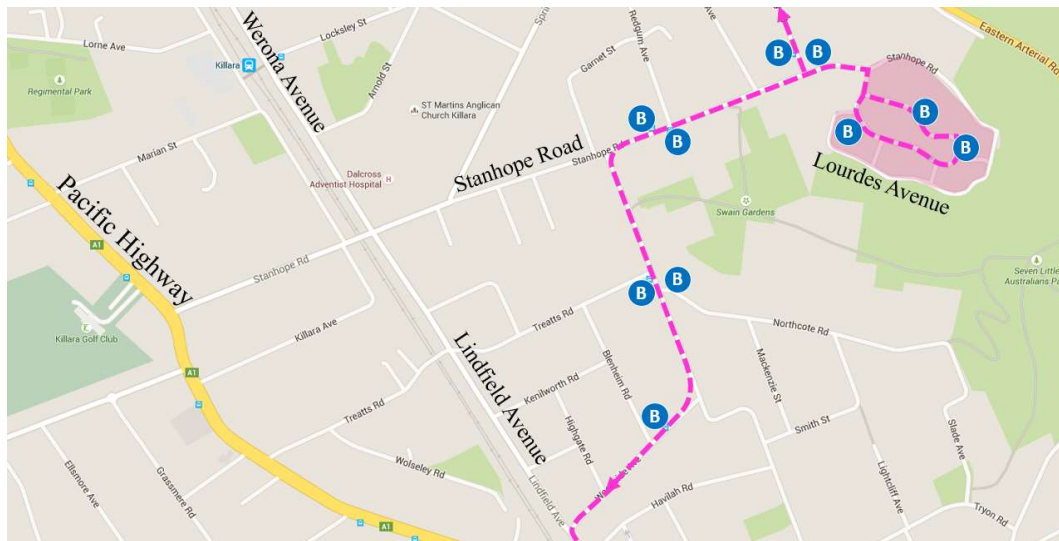 Lorne Ave
Werona Avenue
Locksley St
Spri
Redgum Ave
Eastern Arterial Ro
Killara
Garnet St
B
B
Stanhope Rd
Regimental Park
Arnold St
ST Martins Anglican
Church Killara
B
B
B
B
B
Marian St
Stanhope Road
Stanhope Rd
Lourdes Avenue
Dalcross
Adventist Hospital
H
Pacific Highway
Swain Gardens
A1
Stanhope Rd
Seven Little
Australians Pa
B
B
Killara Golf Club
Killara Ave
Treatts Rd
Northcote Rd
Lindfield Avenue
A1
Blenheim Rd
Mackenzie St
Kenilworth Rd
Treatts Rd
B
Highgate Rd
Smith St
Slade Ave
Wolseley Rd
Ellsmore Ave
Grassmere Rd
Lindfield Ave
Havilah Rd
Lightcliff Ave
Tryon Rd
A1